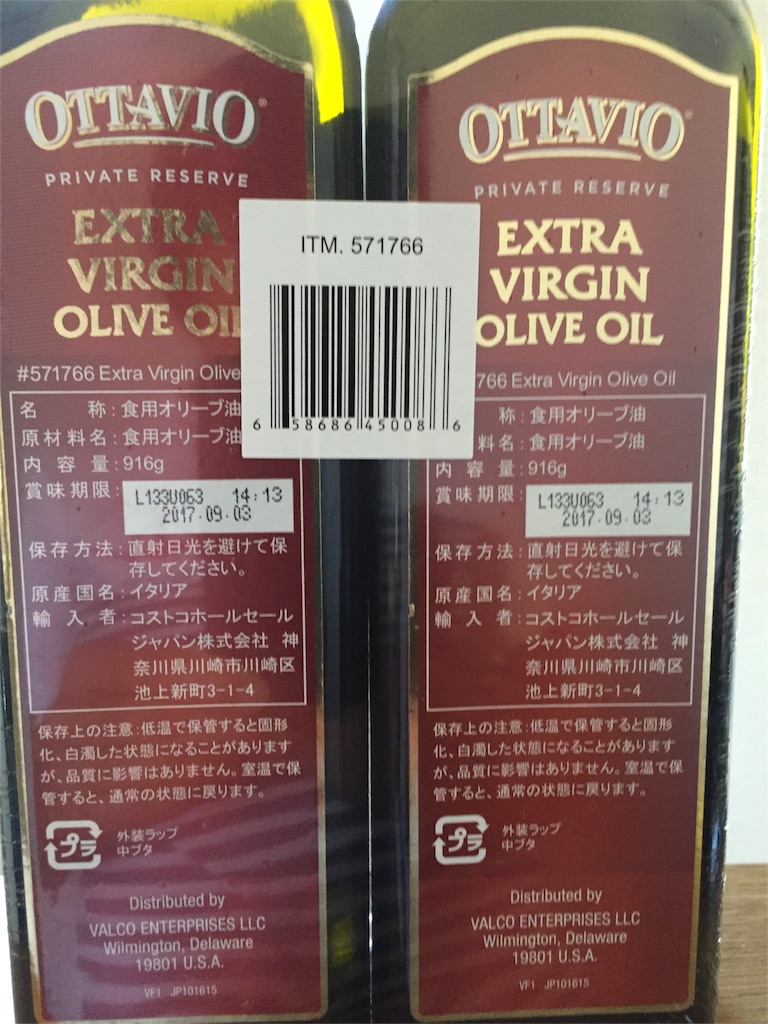 OTTAVIO®
PRIVATE RESERVE
EXTRA
VIRGIN
OLIVE OIL
#571766 Extra Virgin Olive
名 称:食用オリーブ油
原材料名:食用オリーブ油
内 容 量:916g
賞味期限:
L133U063 14:13
2017.09.03
保存方法:直射日光を避けて保
存してください。
原産国名:イタリア
輸 入 者:コストコホールセール
ジャパン株式会社 神
奈川県川崎市川崎区
池上新町3-1-4
保存上の注意:低温で保管すると固形
化、白濁した状態になることがあります
が、品質に影響はありません。室温で保
管すると、通常の状態に戻ります。
プラ
外装ラップ
中ブタ
Distributed by
VALCO ENTERPRISES LLC
Wilmington, Delaware
19801 U.S.A.
VF1 JP101615
ITM. 571766
6 58686 45008 6
OTTAVIO®
PRIVATE RESERVE
EXTRA
VIRGIN
OLIVE OIL
766 Extra Virgin Olive Oil
称:食用オリーブ油
料名:食用オリーブ油
内 容 量:916g
賞味期限:
L133U063 14:13
2017.09.03
保存方法:直射日光を避けて保
存してください。
原産国名:イタリア
輸 入 者:コストコホールセール
ジャパン株式会社 神
奈川県川崎市川崎区
池上新町3-1-4
保存上の注意:低温で保管すると固形
化、白濁した状態になることがあります
が、品質に影響はありません。室温で保
管すると、通常の状態に戻ります。
プラ
外装ラップ
中ブタ
Distributed by
VALCO ENTERPRISES LLC
Wilmington, Delaware
19801 U.S.A.
VF1 JP101615